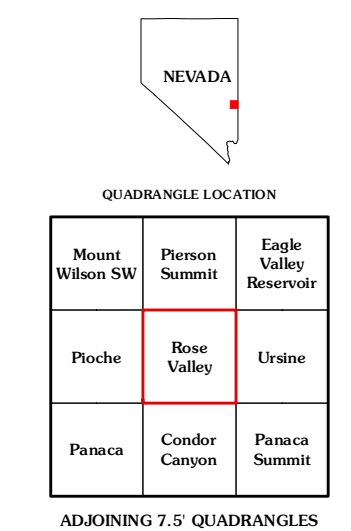 NEVADA
QUADRANGLE LOCATION
Mount
Wilson SW
Pierson
Summit
Eagle
Valley
Reservoir
Pioche
Rose
Valley
Ursine
Panaca
Condor
Canyon
Panaca
Summit
ADJOINING 7.5' QUADRANGLES